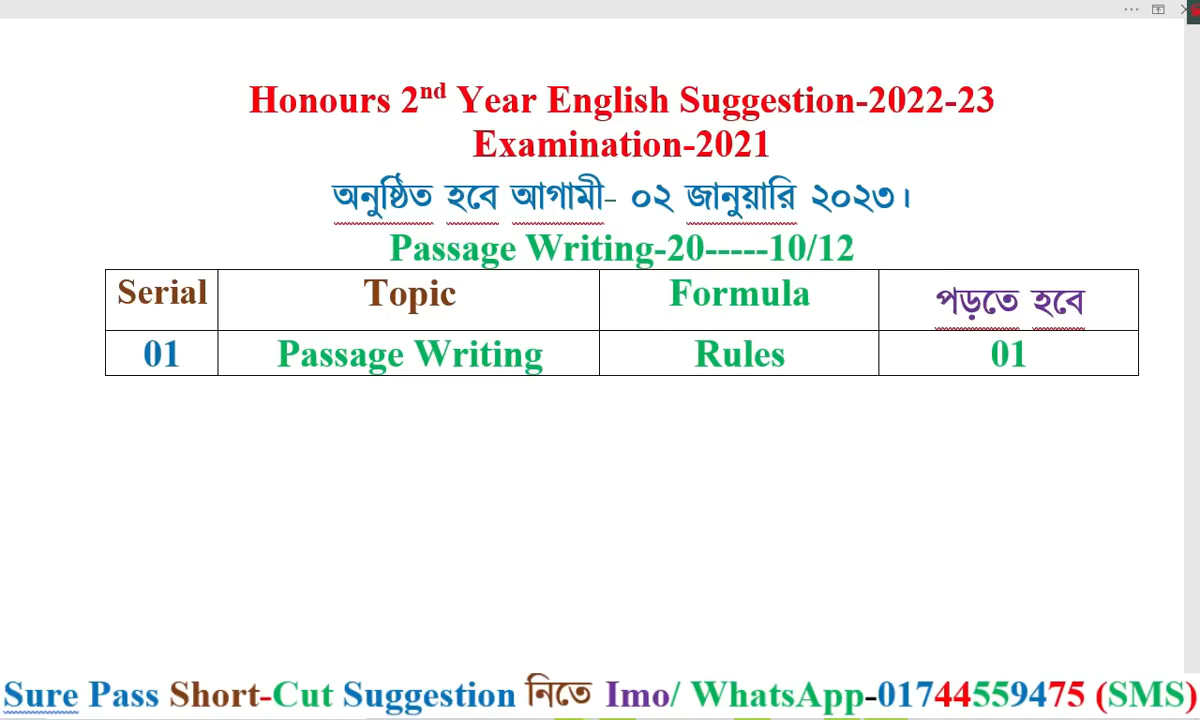 Honours 2nd Year English Suggestion-2022-23
Examination-2021
অনুষ্ঠিত হবে আগামী- ০২ জানুয়ারি ২০২৩।
Passage Writing-20-----10/12
Serial Topic Formula পড়তে হবে
01 Passage Writing Rules 01
Sure Pass Short-Cut Suggestion নিতে Imo/ WhatsApp-01744559475 (SMS)